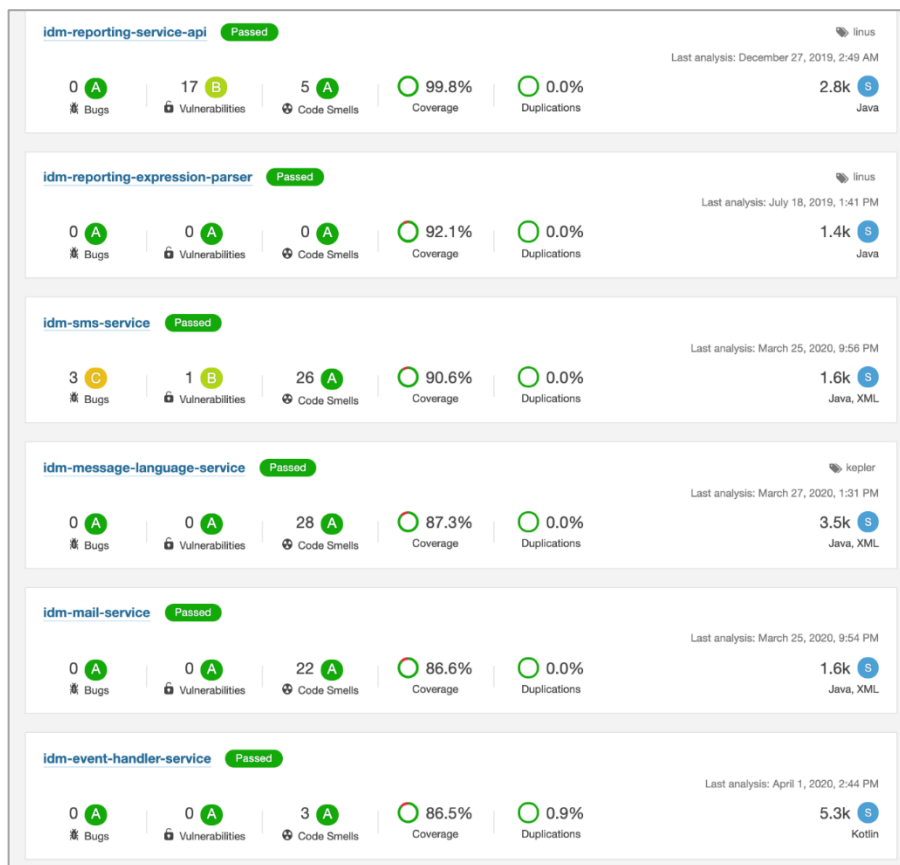 idm-reporting-service-api Passed linus
Last analysis: December 27, 2019, 2:49 AM
0 A 17 B 5 A 99.8% 0.0% 2.8k S
Bugs Vulnerabilities Code Smells Coverage Duplications Java
idm-reporting-expression-parser Passed linus
Last analysis: July 18, 2019, 1:41 PM
0 A 0 A 0 A 92.1% 0.0% 1.4k S
Bugs Vulnerabilities Code Smells Coverage Duplications Java
idm-sms-service Passed
Last analysis: March 25, 2020, 9:56 PM
3 C 1 B 26 A 90.6% 0.0% 1.6k S
Bugs Vulnerabilities Code Smells Coverage Duplications Java, XML
idm-message-language-service Passed kepler
Last analysis: March 27, 2020, 1:31 PM
0 A 0 A 28 A 87.3% 0.0% 3.5k S
Bugs Vulnerabilities Code Smells Coverage Duplications Java, XML
idm-mail-service Passed
Last analysis: March 25, 2020, 9:54 PM
0 A 0 A 22 A 86.6% 0.0% 1.6k S
Bugs Vulnerabilities Code Smells Coverage Duplications Java, XML
idm-event-handler-service Passed
Last analysis: April 1, 2020, 2:44 PM
0 A 0 A 3 A 86.5% 0.9% 5.3k S
Bugs Vulnerabilities Code Smells Coverage Duplications Kotlin